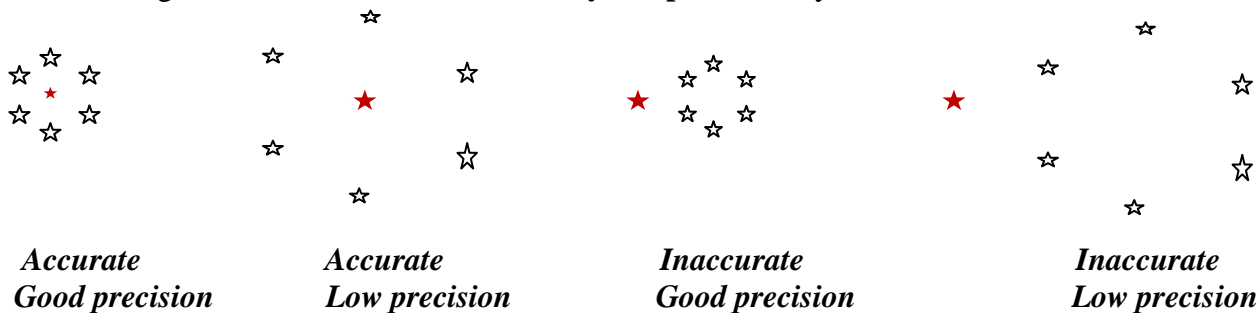 Accurate
Good precision
Accurate
Low precision
Inaccurate
Good precision
Inaccurate
Low precision